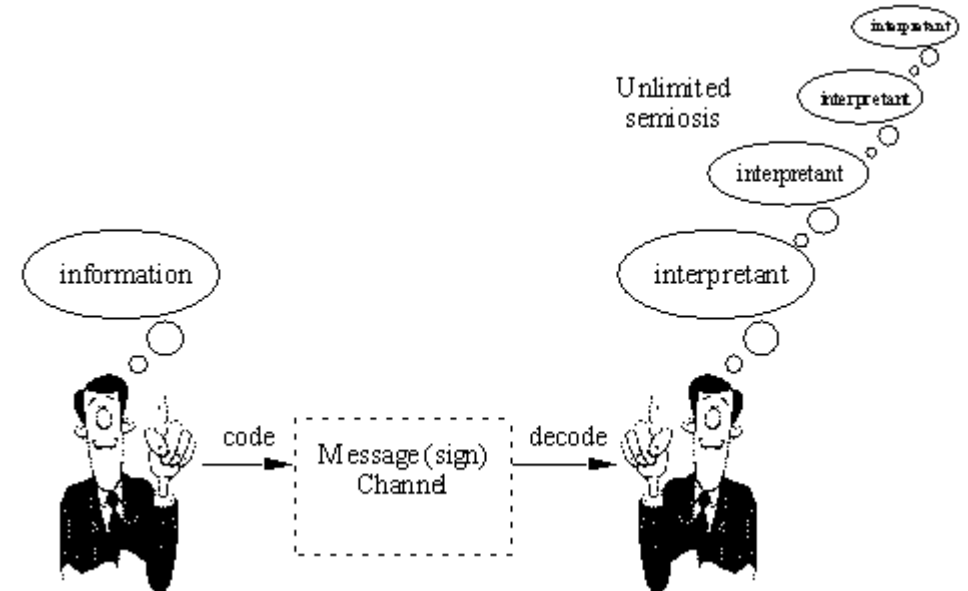 interpretant
interpretant
Unlimited
semiosis
interpretant
information
interpretant
code
decode
Message (sign)
Channel